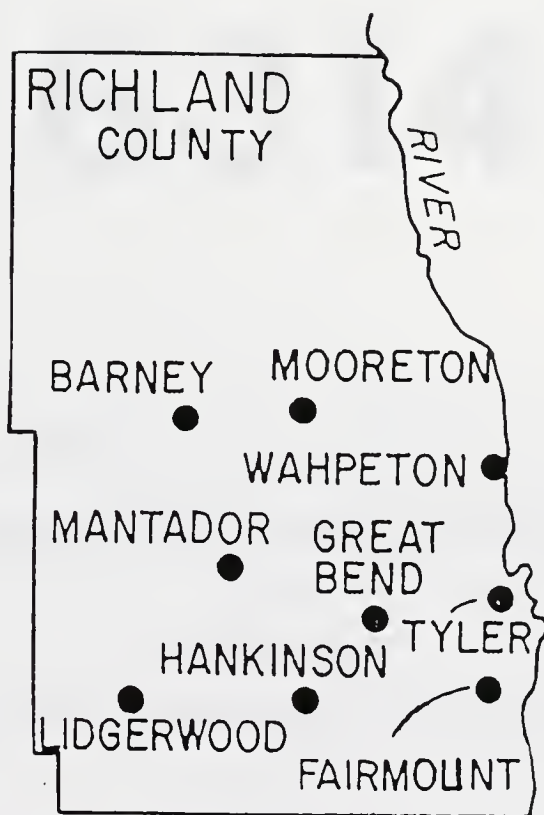 RICHLAND
COUNTY
RIVER
BARNEY
MOORETON
WAHPETON
MANTADOR
GREAT
BEND
TYLER
HANKINSON
LIDGERWOOD
FAIRMOUNT